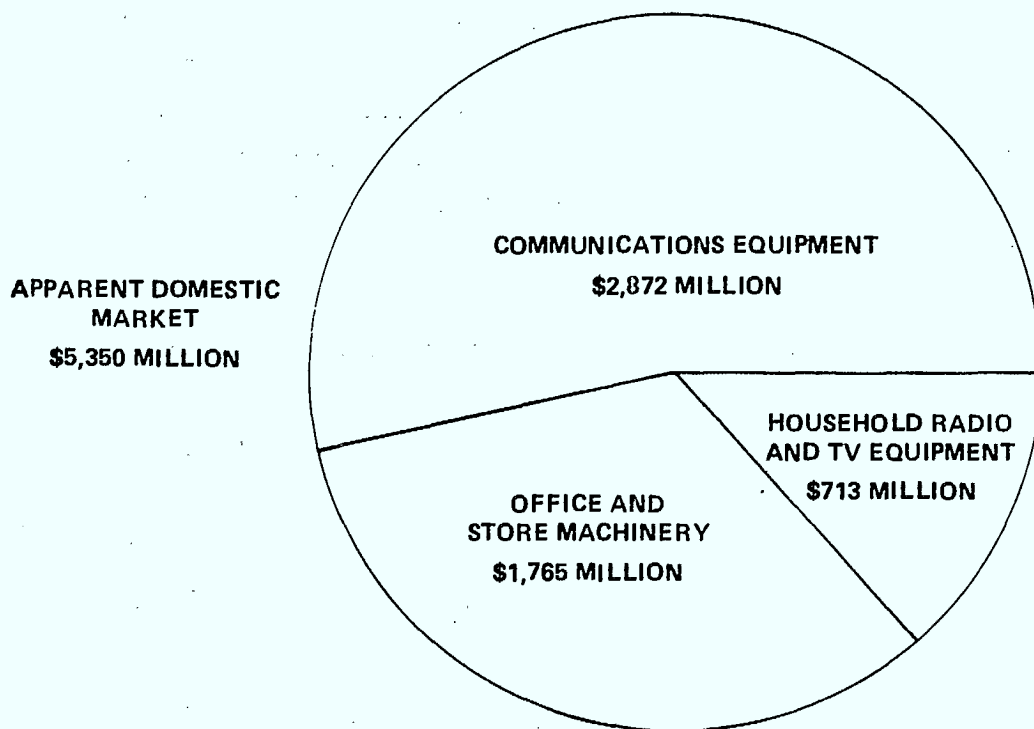 COMMUNICATIONS EQUIPMENT
$2,872 MILLION
APPARENT DOMESTIC
MARKET
$5,350 MILLION
HOUSEHOLD RADIO
AND TV EQUIPMENT
$713 MILLION
OFFICE AND
STORE MACHINERY
$1,765 MILLION